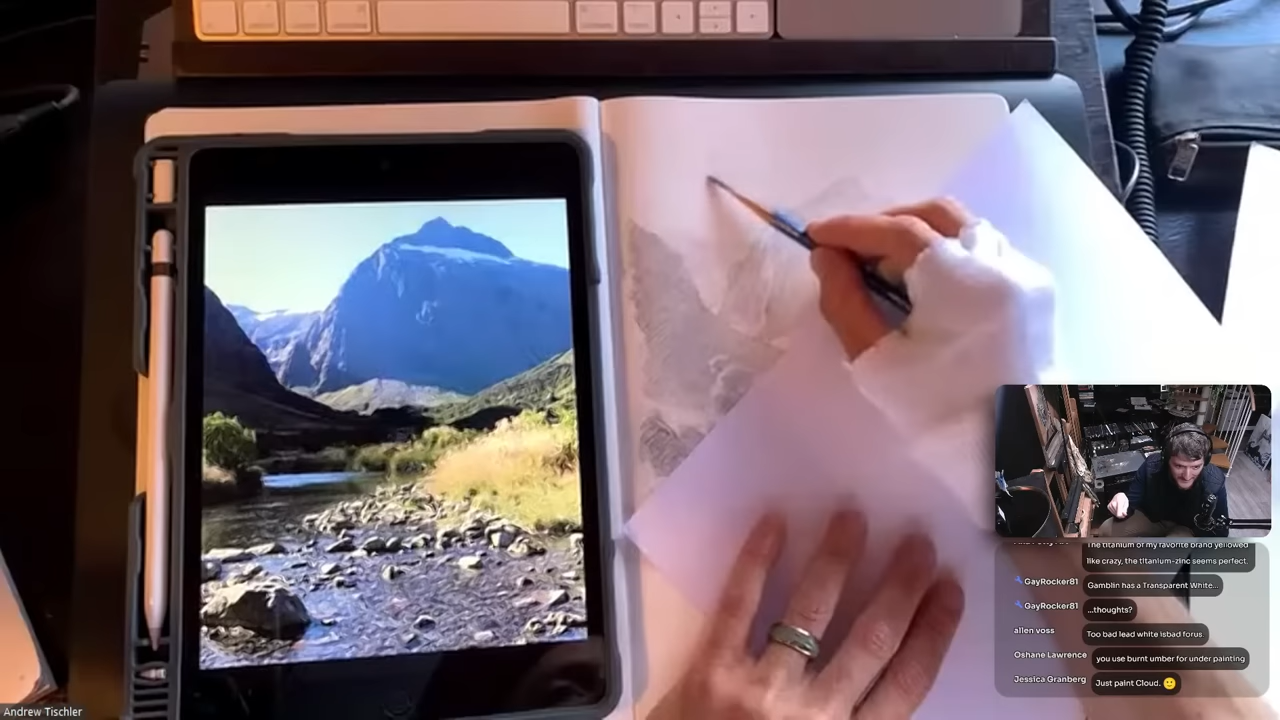 The titanium of my favorite brand yellowed
like crazy, the titanium-zinc seems perfect.
GayRocker81 Gamblin has a Transparent White...
GayRocker81 ...thoughts?
allen voss Too bad lead white isbad forus.
Oshane Lawrence you use burnt umber for under painting
Jessica Granberg Just paint Cloud. 🙂
Andrew Tischler